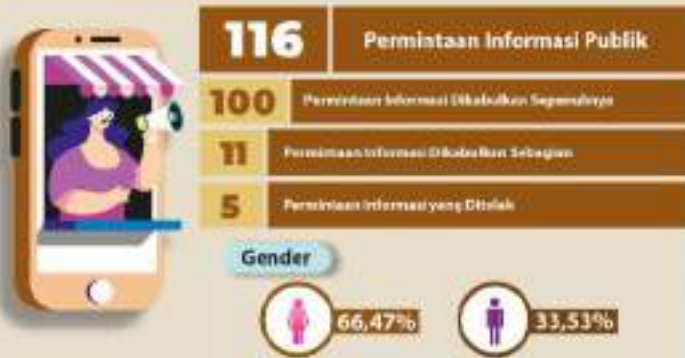 116 Permintaan Informasi Publik
100 Permintaan Informasi Dikabulkan Sepenuhnya
11 Permintaan Informasi Dikabulkan Sebagian
5 Permintaan Informasi yang Ditolak
Gender
66,47% 33,53%